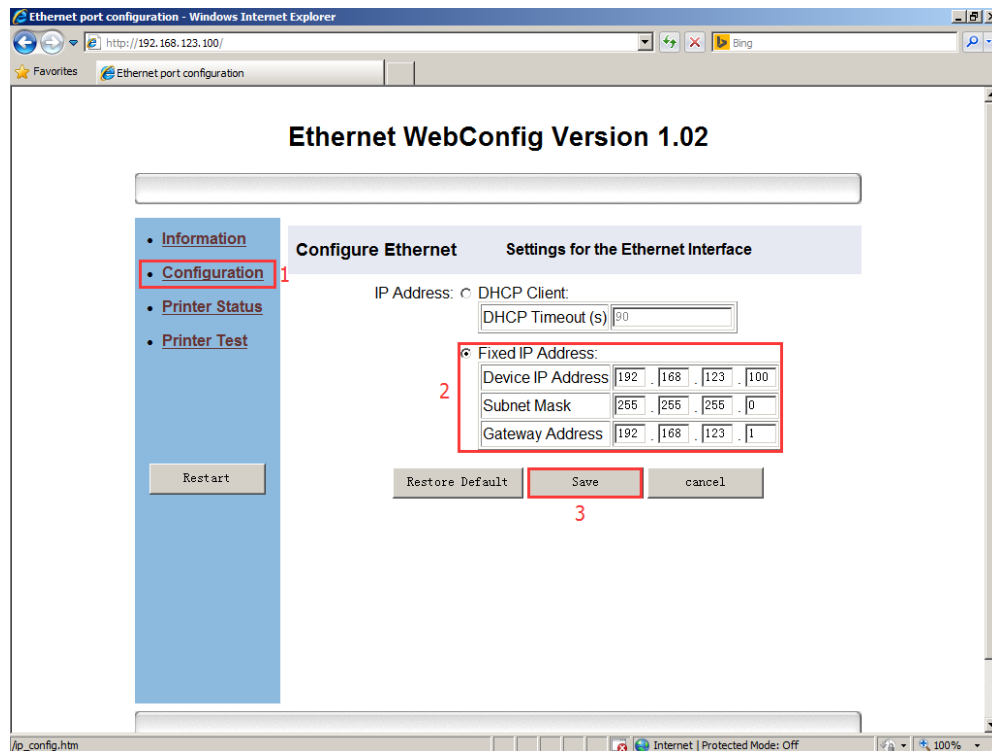 Ethernet port configuration - Windows Internet Explorer
http://192.168.123.100/
Bing
Favorites
Ethernet port configuration
Ethernet WebConfig Version 1.02
Information
Configuration 1
Printer Status
Printer Test
Restart
Configure Ethernet Settings for the Ethernet Interface
IP Address: DHCP Client:
DHCP Timeout (s) 90
Fixed IP Address:
2
Device IP Address 192 . 168 . 123 . 100
Subnet Mask 255 . 255 . 255 . 0
Gateway Address 192 . 168 . 123 . 1
Restore Default Save cancel
3
/ip_config.htm Internet | Protected Mode: Off 100%